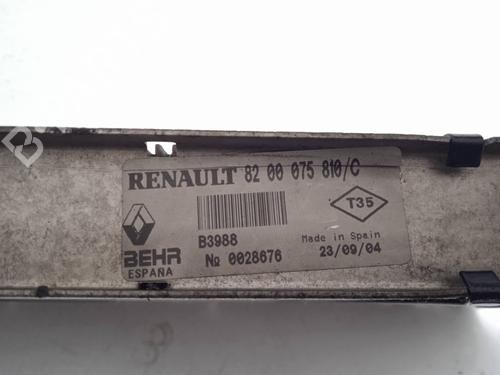 RENAULT 82 00 075 810/C
T35
B3988
Made in Spain
BEHR
№ 0028676
23/09/04
ESPAÑA